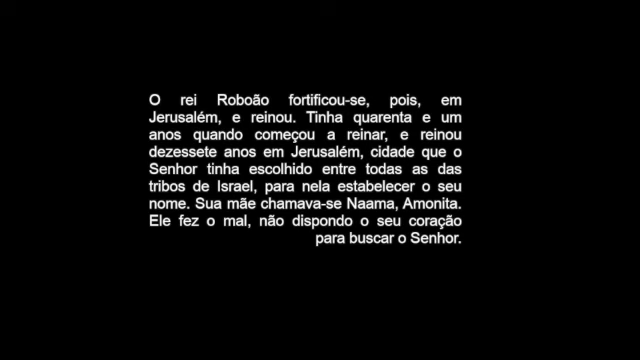 O rei Roboão fortificou-se, pois, em
Jerusalém, e reinou. Tinha quarenta e um
anos quando começou a reinar, e reinou
dezessete anos em Jerusalém, cidade que o
Senhor tinha escolhido entre todas as das
tribos de Israel, para nela estabelecer o seu
nome. Sua mãe chamava-se Naama, Amonita.
Ele fez o mal, não dispondo o seu coração
para buscar o Senhor.